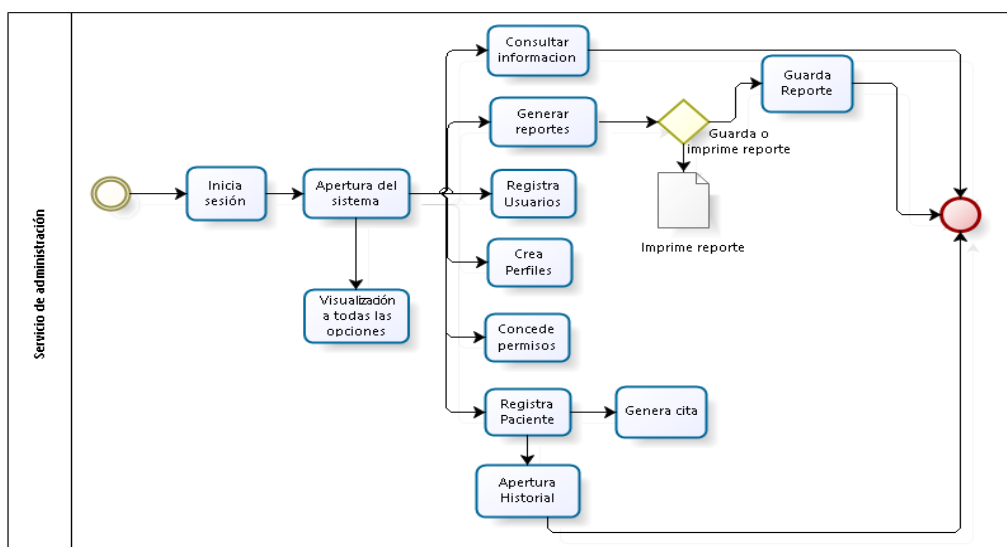 Servicio de administración
Inicia
sesión
Apertura del
sistema
Visualización
a todas las
opciones
Consultar
informacion
Generar
reportes
Guarda o
imprime reporte
Guarda
Reporte
Imprime reporte
Registra
Usuarios
Crea
Perfiles
Concede
permisos
Registra
Paciente
Genera cita
Apertura
Historial